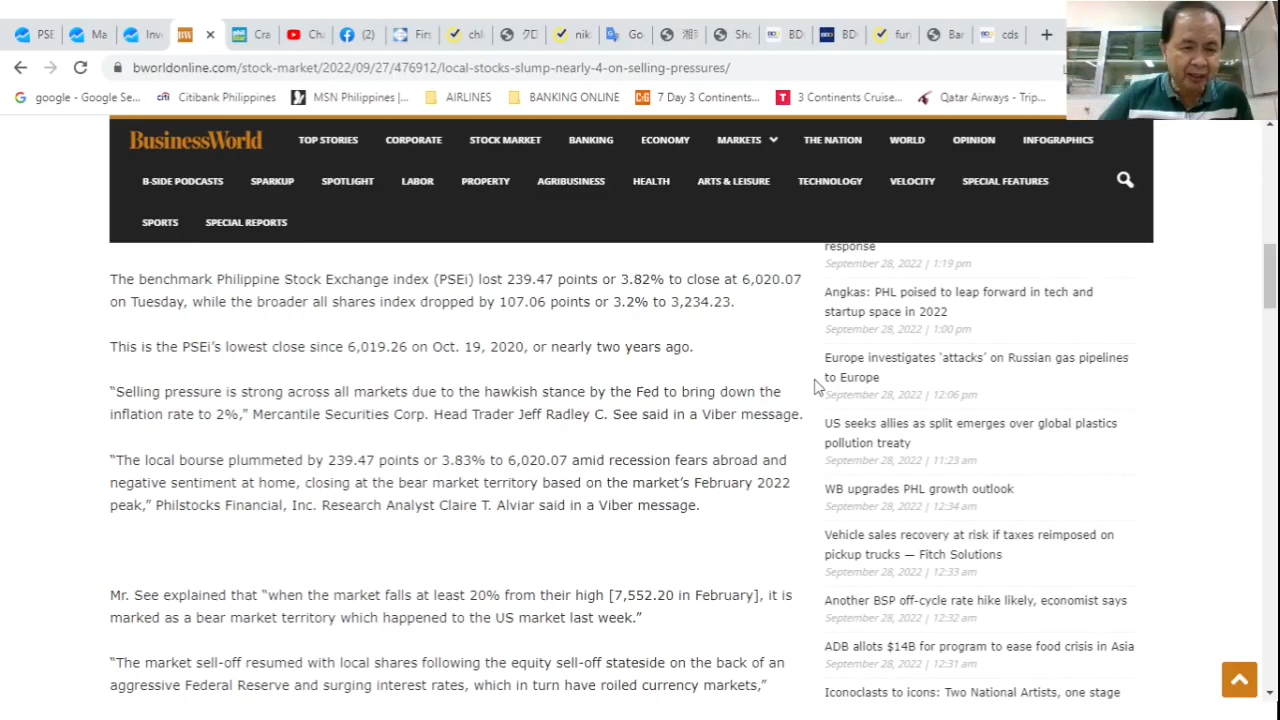 PSE
Ma
Inv
BW
Cra
Cha
(2)
Firs
chl
クロ
nik
Go
湘
Sho
BD
BDO
BD
fun
Bar
cds
bworldonline.com/stock-market/2022/09/27/476912/local-stocks-slump-nearly-4-on-selling-pressures/
google - Google Se...
citi Citibank Philippines
MSN Philippines |...
AIRLINES
BANKING ONLINE
7 Day 3 Continents...
T 3 Continents Cruise...
Qatar Airways - Trip...
BusinessWorld
TOP STORIES CORPORATE STOCK MARKET BANKING ECONOMY MARKETS THE NATION WORLD OPINION INFOGRAPHICS
B-SIDE PODCASTS SPARKUP SPOTLIGHT LABOR PROPERTY AGRIBUSINESS HEALTH ARTS & LEISURE TECHNOLOGY VELOCITY SPECIAL FEATURES
SPORTS SPECIAL REPORTS
The benchmark Philippine Stock Exchange index (PSEi) lost 239.47 points or 3.82% to close at 6,020.07
on Tuesday, while the broader all shares index dropped by 107.06 points or 3.2% to 3,234.23.
This is the PSEi’s lowest close since 6,019.26 on Oct. 19, 2020, or nearly two years ago.
“Selling pressure is strong across all markets due to the hawkish stance by the Fed to bring down the
inflation rate to 2%,” Mercantile Securities Corp. Head Trader Jeff Radley C. See said in a Viber message.
“The local bourse plummeted by 239.47 points or 3.83% to 6,020.07 amid recession fears abroad and
negative sentiment at home, closing at the bear market territory based on the market’s February 2022
peak,” Philstocks Financial, Inc. Research Analyst Claire T. Alviar said in a Viber message.
Mr. See explained that “when the market falls at least 20% from their high [7,552.20 in February], it is
marked as a bear market territory which happened to the US market last week.”
“The market sell-off resumed with local shares following the equity sell-off stateside on the back of an
aggressive Federal Reserve and surging interest rates, which in turn have roiled currency markets,”
response
September 28, 2022 | 1:19 pm
Angkas: PHL poised to leap forward in tech and
startup space in 2022
September 28, 2022 | 1:00 pm
Europe investigates ‘attacks’ on Russian gas pipelines
to Europe
September 28, 2022 | 12:06 pm
US seeks allies as split emerges over global plastics
pollution treaty
September 28, 2022 | 11:23 am
WB upgrades PHL growth outlook
September 28, 2022 | 12:34 am
Vehicle sales recovery at risk if taxes reimposed on
pickup trucks — Fitch Solutions
September 28, 2022 | 12:33 am
Another BSP off-cycle rate hike likely, economist says
September 28, 2022 | 12:32 am
ADB allots $14B for program to ease food crisis in Asia
September 28, 2022 | 12:31 am
Iconoclasts to icons: Two National Artists, one stage